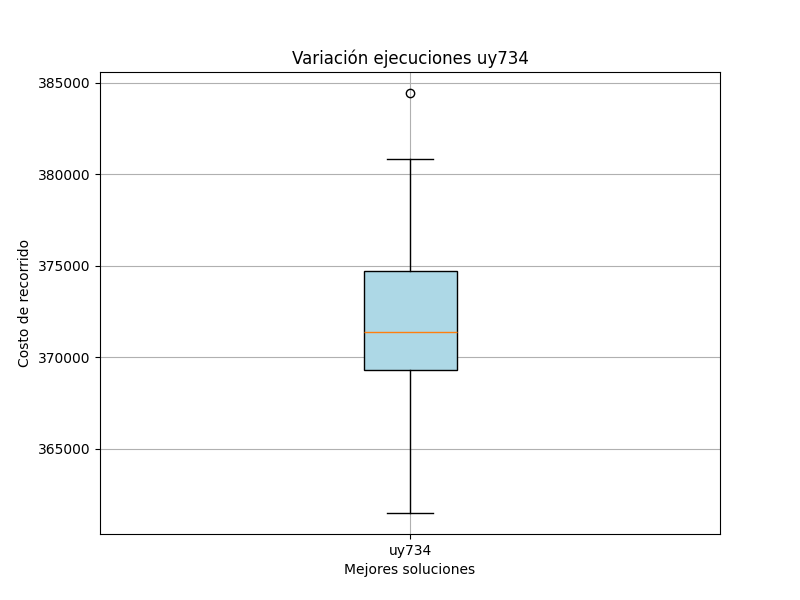 Variación ejecuciones uy734
385000
380000
375000
370000
365000
Costo de recorrido
uy734
Mejores soluciones